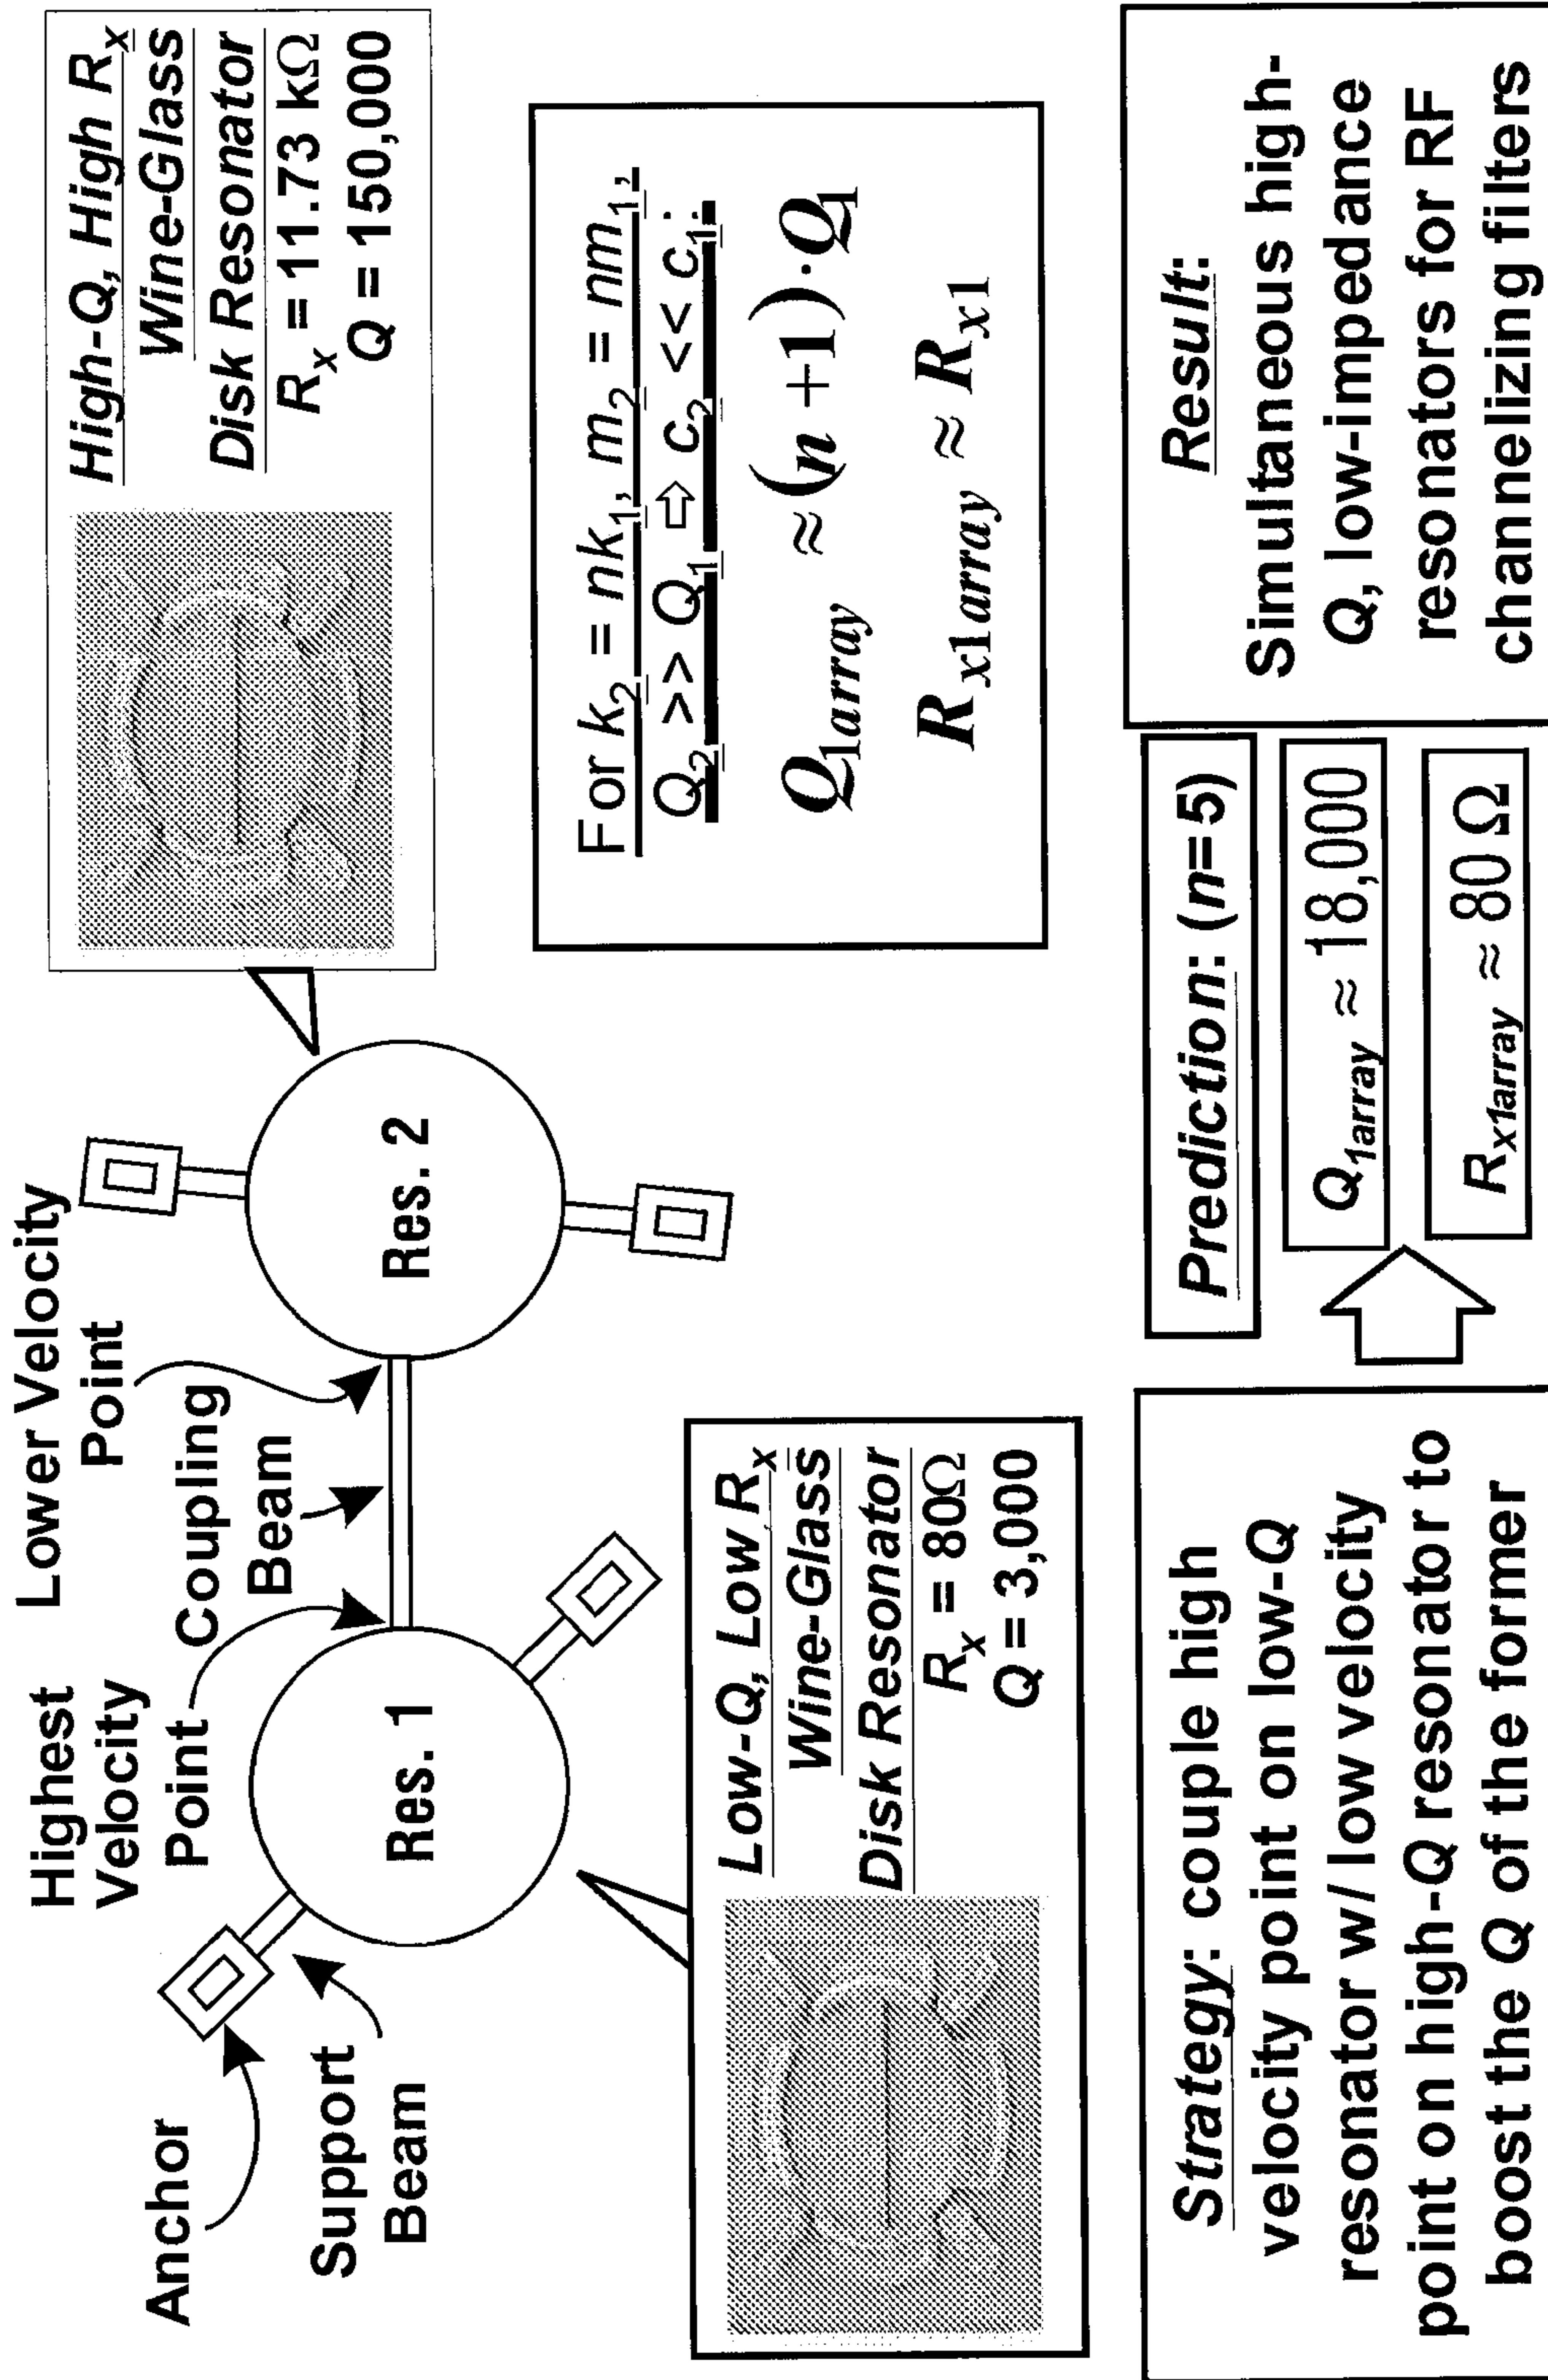 Anchor
Support
Beam
Highest
Velocity
Point
Coupling
Beam
Lower Velocity
Point
Res. 1
Res. 2
High-Q, High Rx
Wine-Glass
Disk Resonator
Rx = 11.73 kΩ
Q = 150,000
Low-Q, Low Rx
Wine-Glass
Disk Resonator
Rx = 80Ω
Q = 3,000
For k2 = nk1, m2 = nm1,
Q2 >> Q1 ⇨ c2 << c1:
Q1array ≈ (n +1)·Q1
Rx1array ≈ Rx1
Strategy: couple high
velocity point on low-Q
resonator w/ low velocity
point on high-Q resonator to
boost the Q of the former
Prediction: (n=5)
Q1array ≈ 18,000
Rx1array ≈ 80 Ω
Result:
Simultaneous high-
Q, low-impedance
resonators for RF
channelizing filters